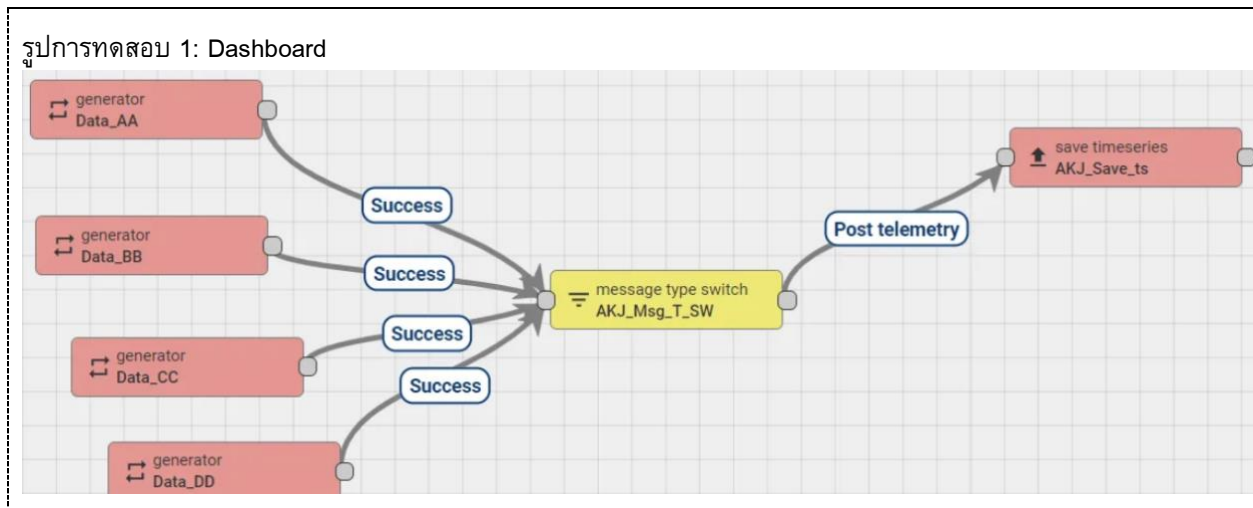 รูปการทดสอบ 1: Dashboard
generator
Data_AA
Success
generator
Data_BB
Success
generator
Data_CC
Success
generator
Data_DD
Success
message type switch
AKJ_Msg_T_SW
Post telemetry
save timeseries
AKJ_Save_ts